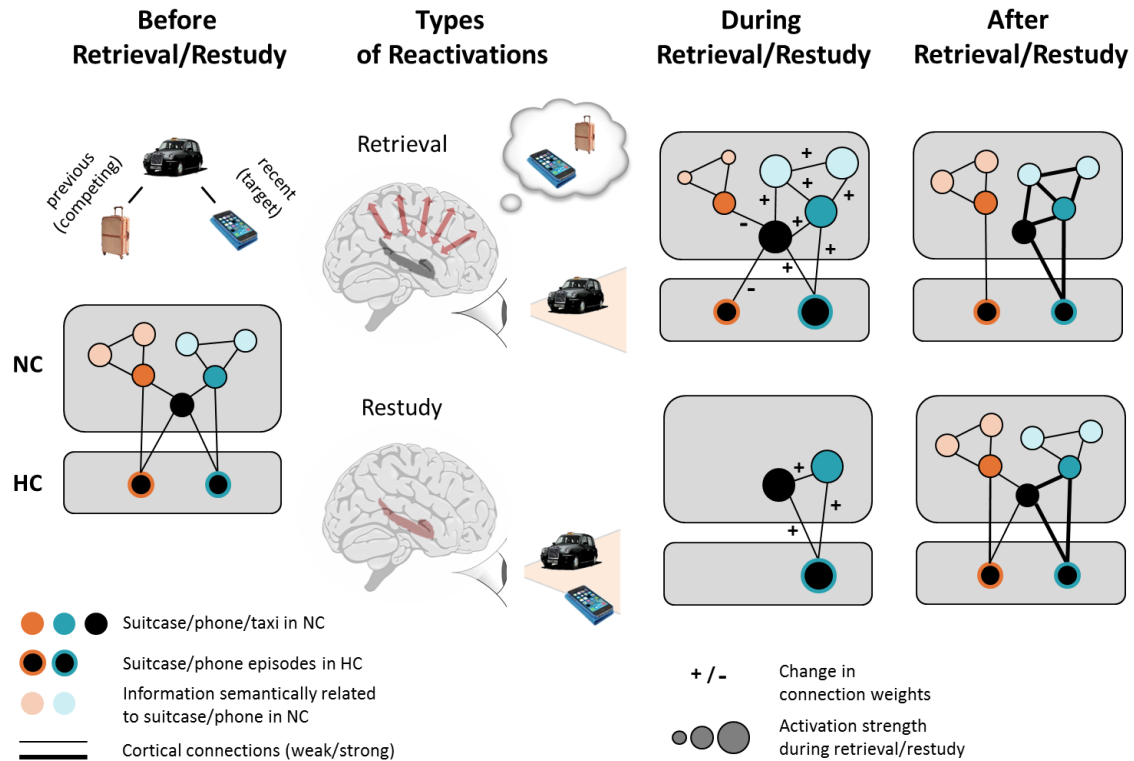 Before
Retrieval/Restudy
Types
of Reactivations
During
Retrieval/Restudy
After
Retrieval/Restudy
previous
(competing)
recent
(target)
Retrieval
NC
HC
Restudy
+
+
+
+
+
-
+
+
-
+
+
+
Suitcase/phone/taxi in NC
Suitcase/phone episodes in HC
Information semantically related
to suitcase/phone in NC
Cortical connections (weak/strong)
+ / -
Change in
connection weights
Activation strength
during retrieval/restudy